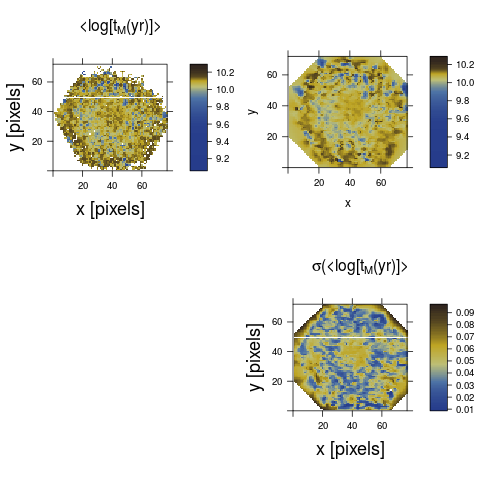 <log[t_M(yr)]>
y [pixels]
60
40
20
20 40 60
x [pixels]
10.2
10.0
9.8
9.6
9.4
9.2
y
60
40
20
20 40 60
x
10.2
10.0
9.8
9.6
9.4
9.2
σ(<log[t_M(yr)]>
y [pixels]
60
40
20
20 40 60
x [pixels]
0.09
0.08
0.07
0.06
0.05
0.04
0.03
0.02
0.01